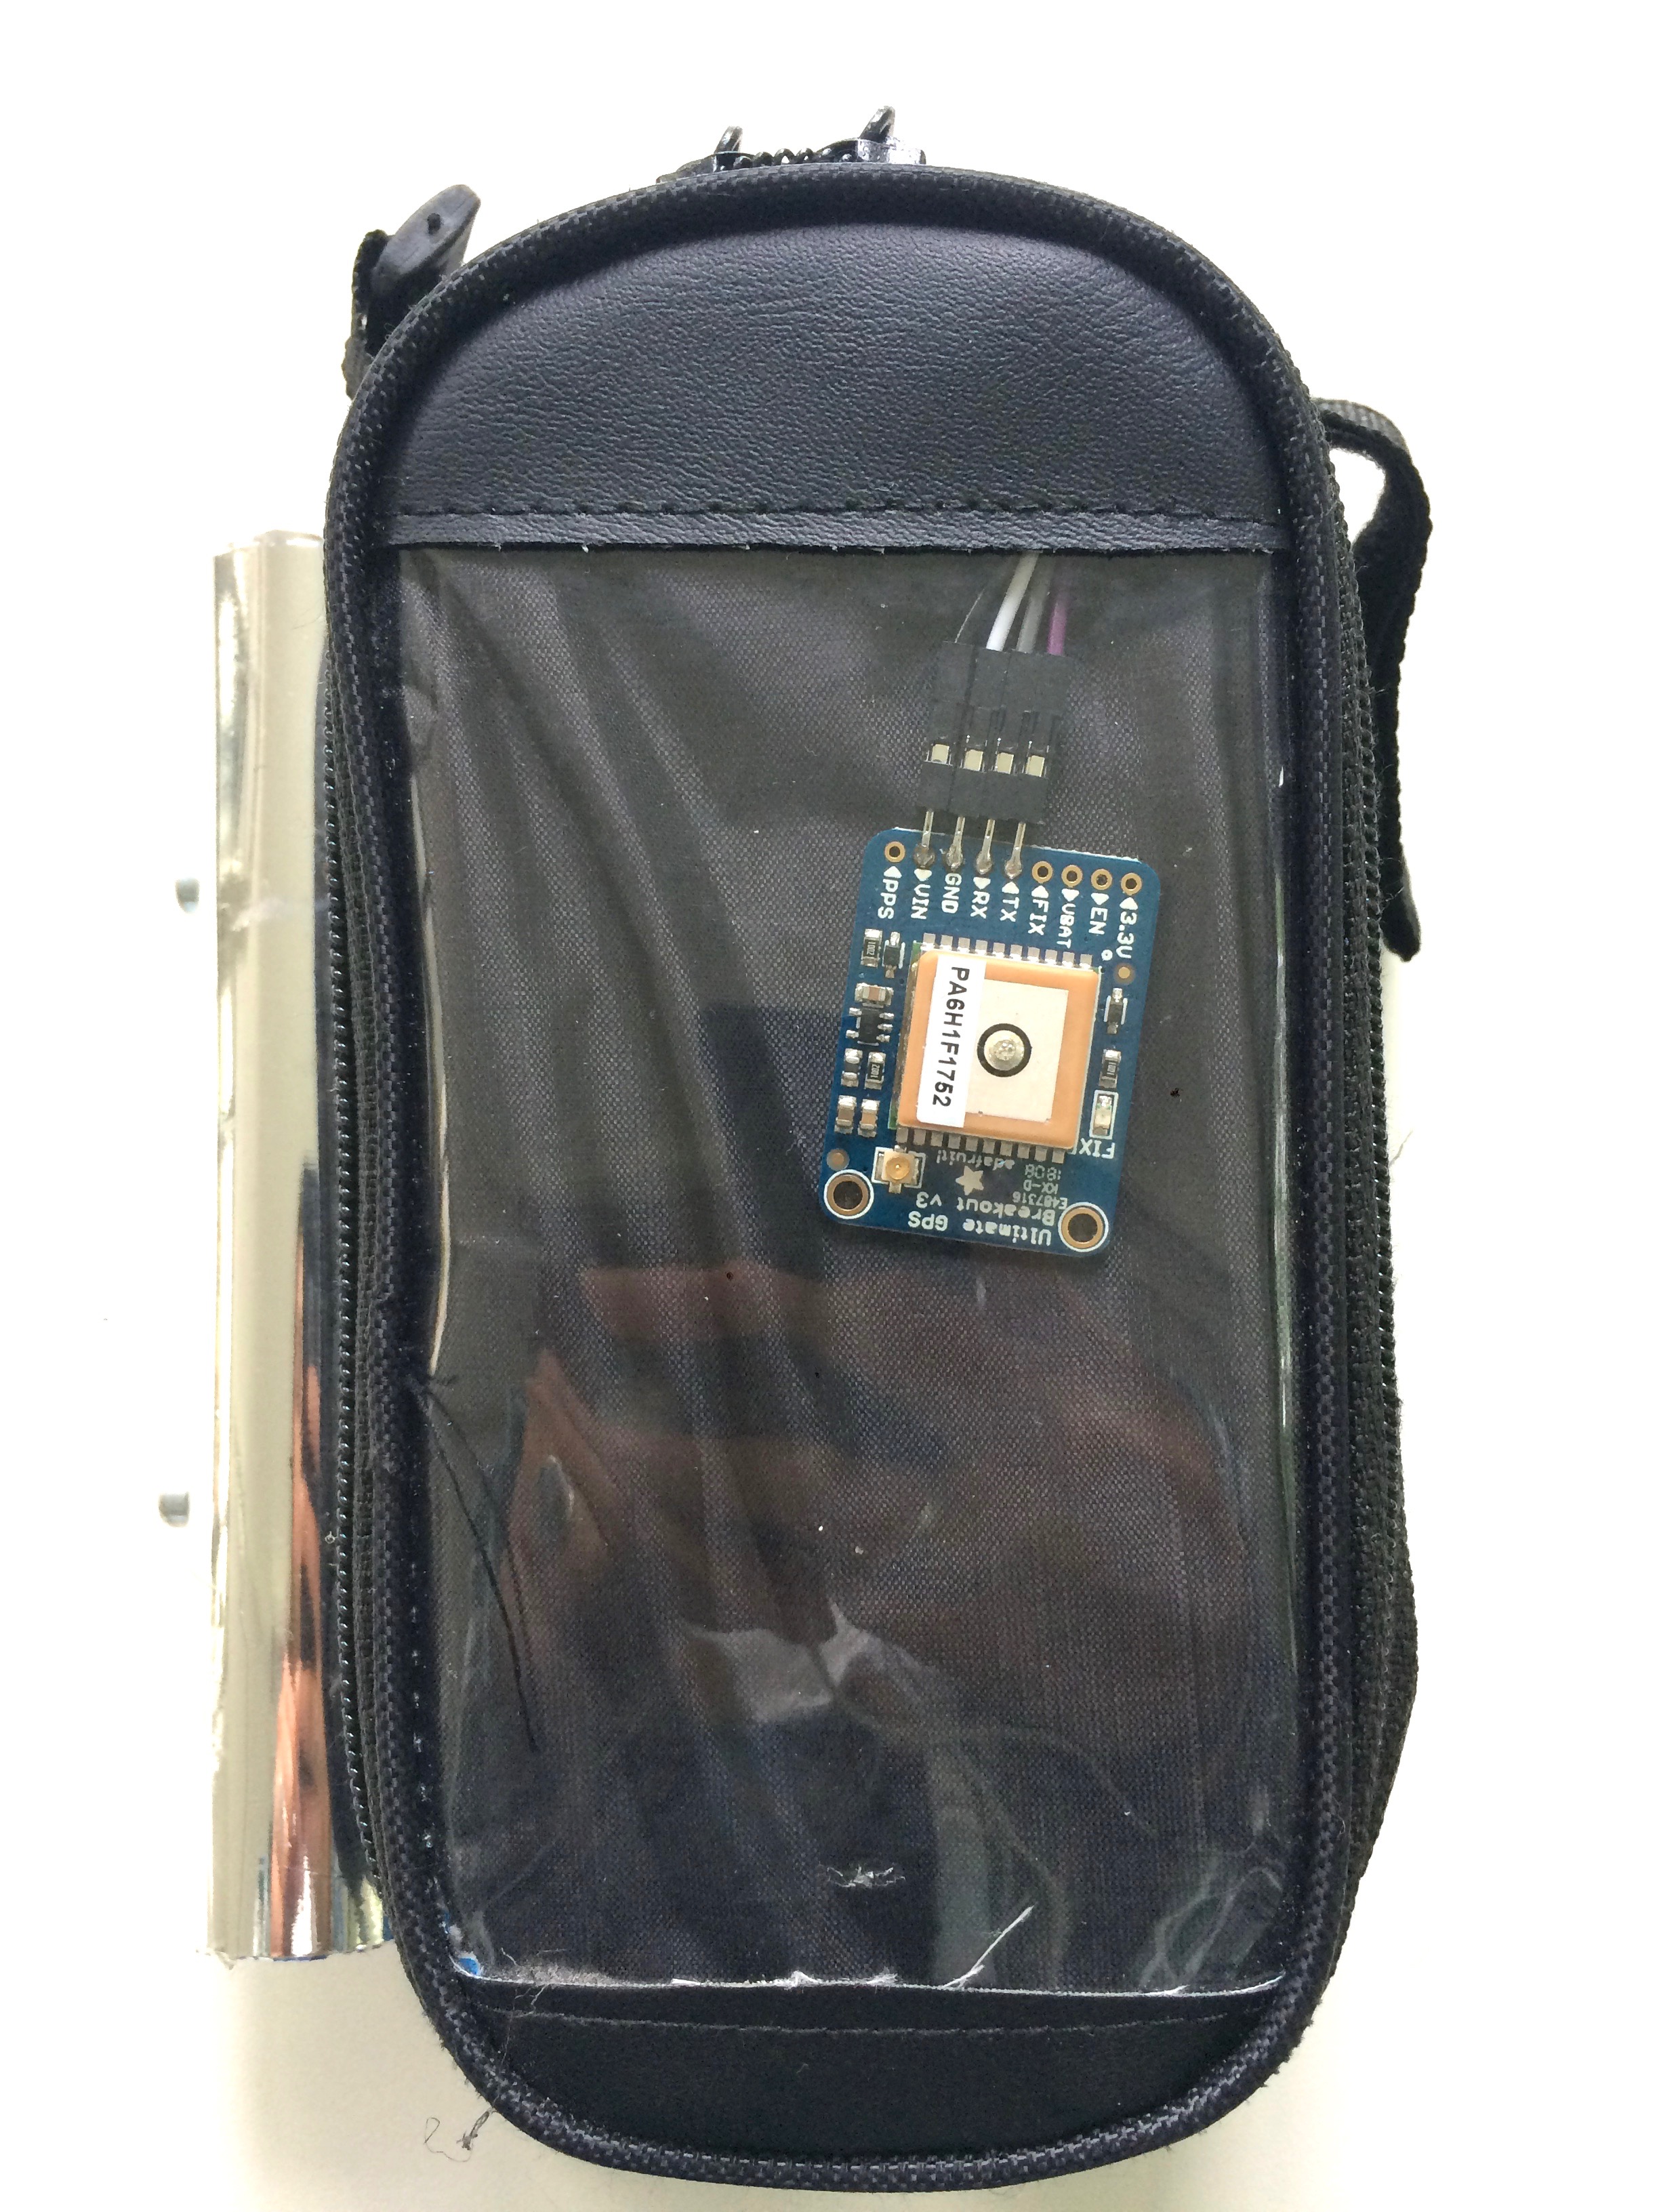 PPS
VIN
GND
RX
TX
FIX
VBAT
EN
3.3V
PA6H1F1752
FIX
adafruit!
1808
KX-D
E487316
Ultimate GPS
Breakout v3